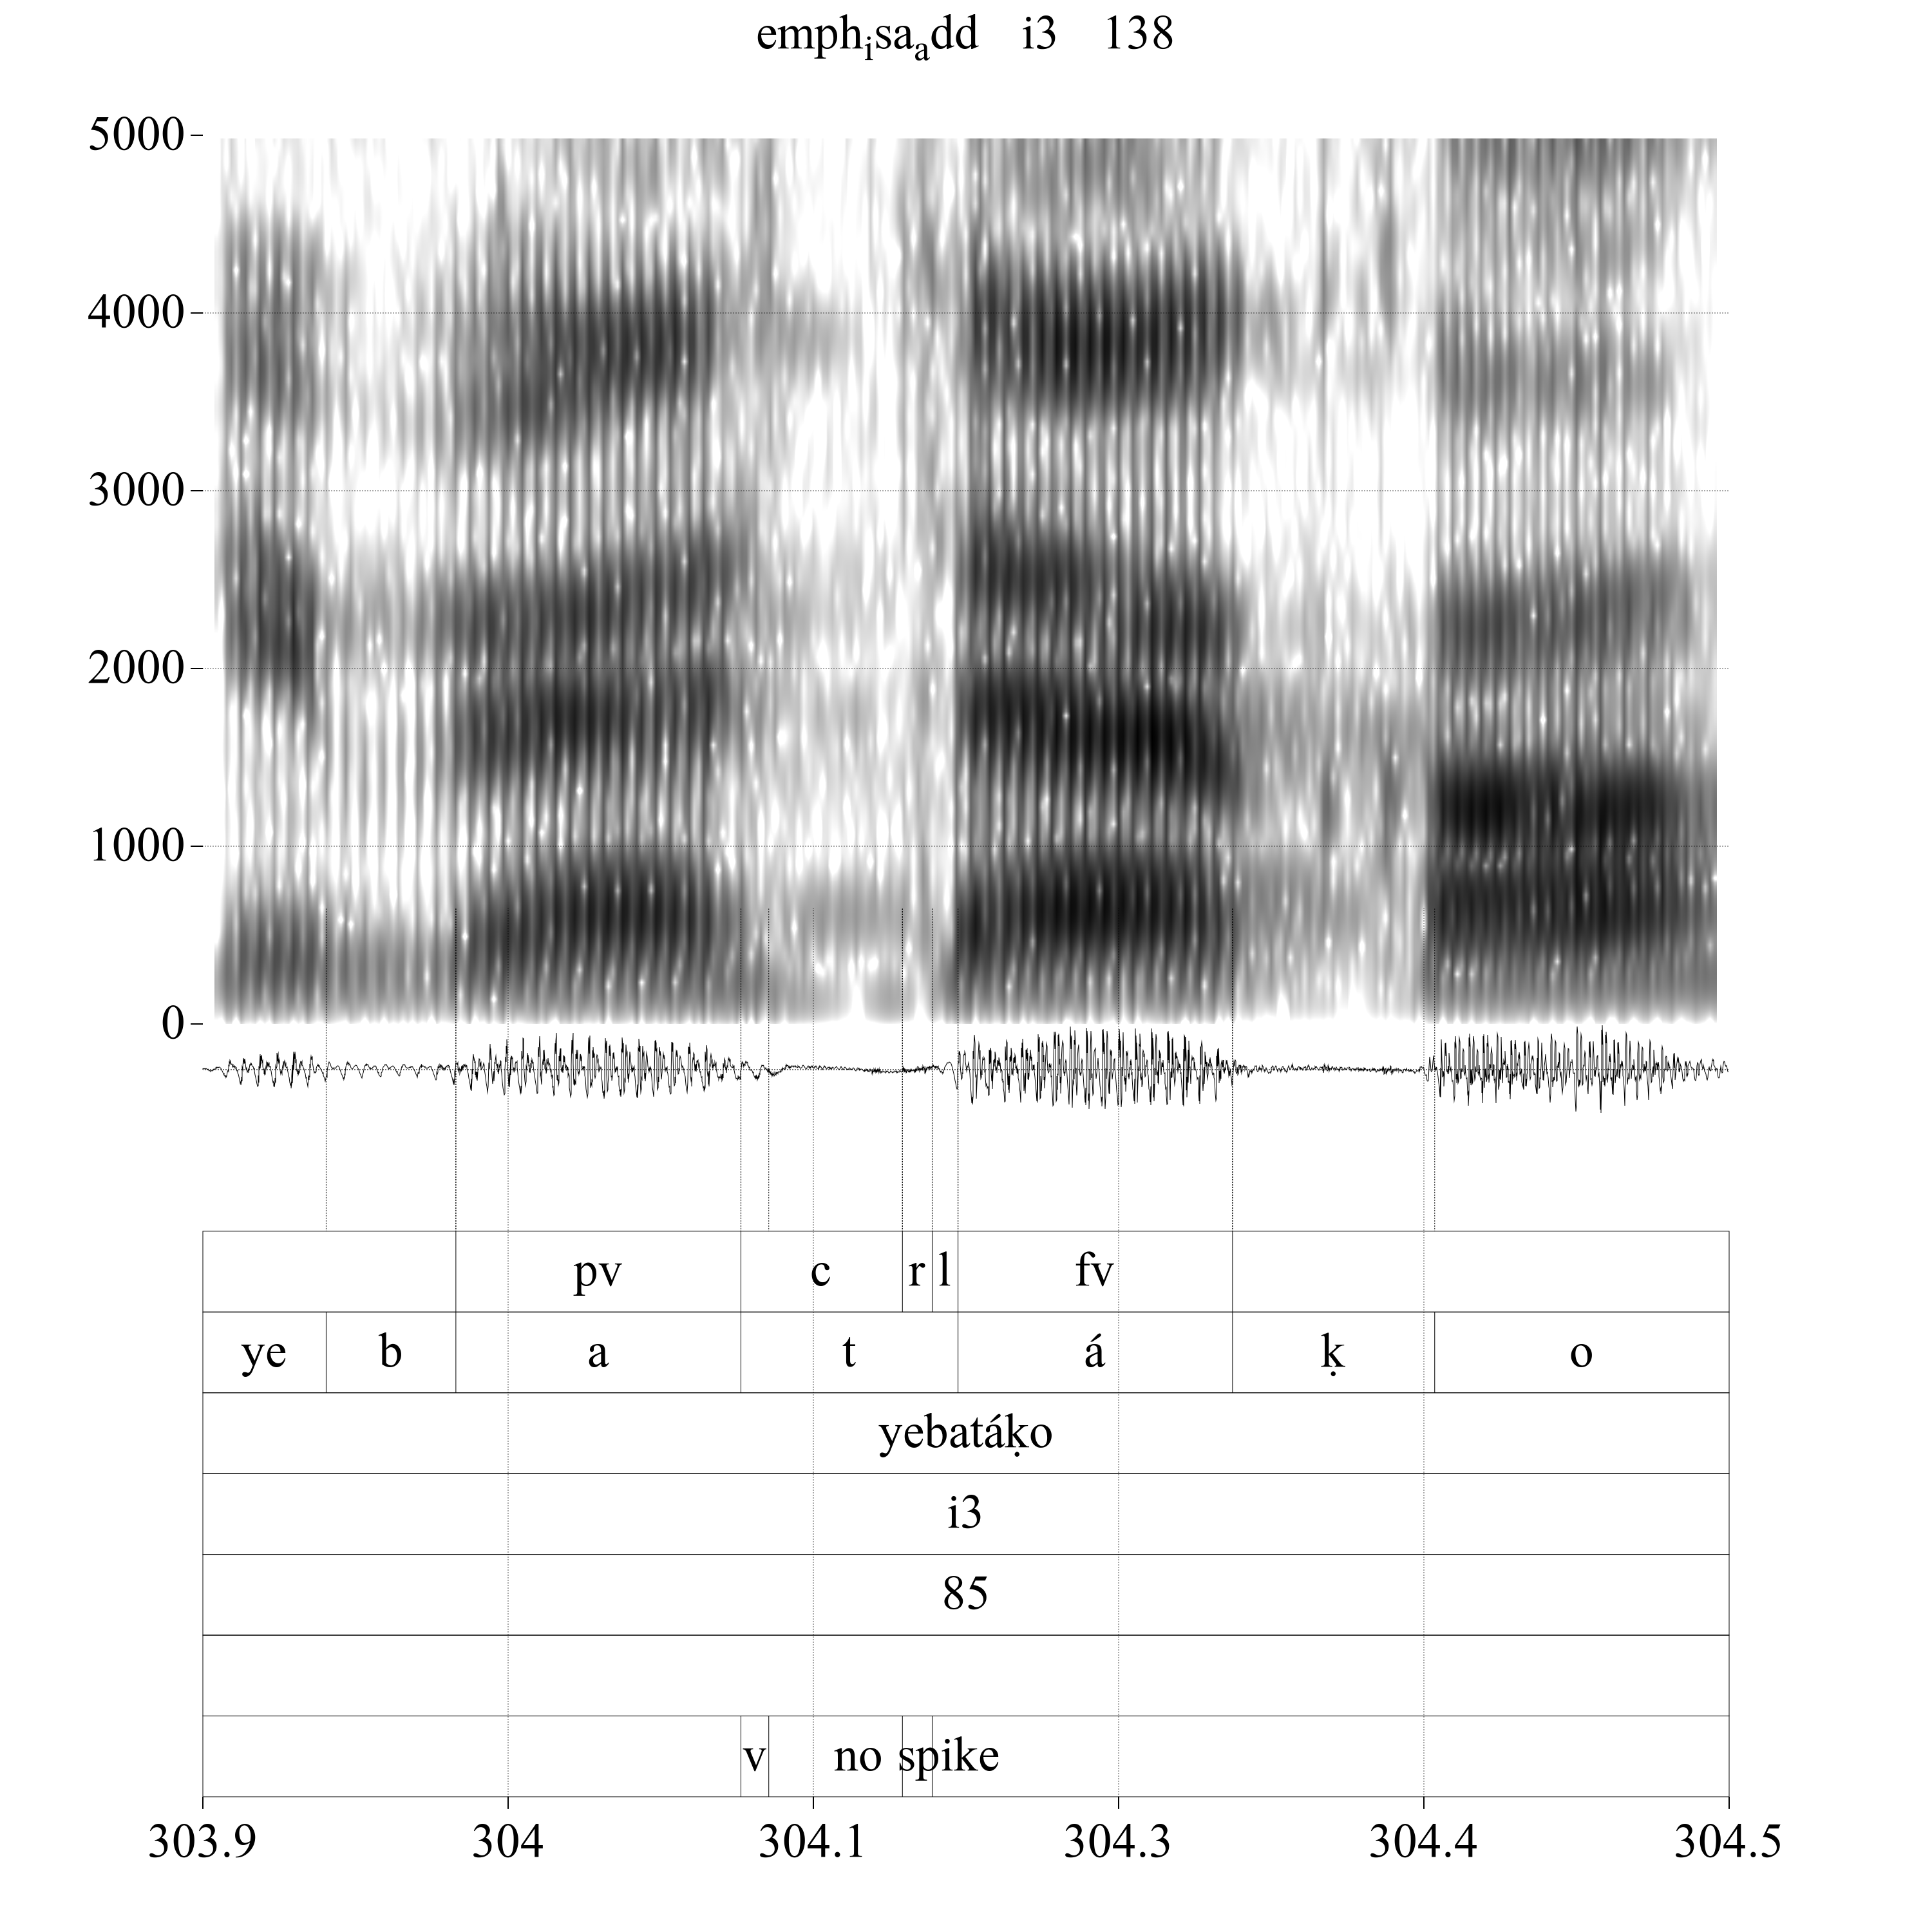 emphisaadd i3 138
5000
4000
3000
2000
1000
0
pv c r l fv
ye b a t á ḳ o
yebatáḳo
i3
85
v no spike
303.9 304 304.1 304.3 304.4 304.5